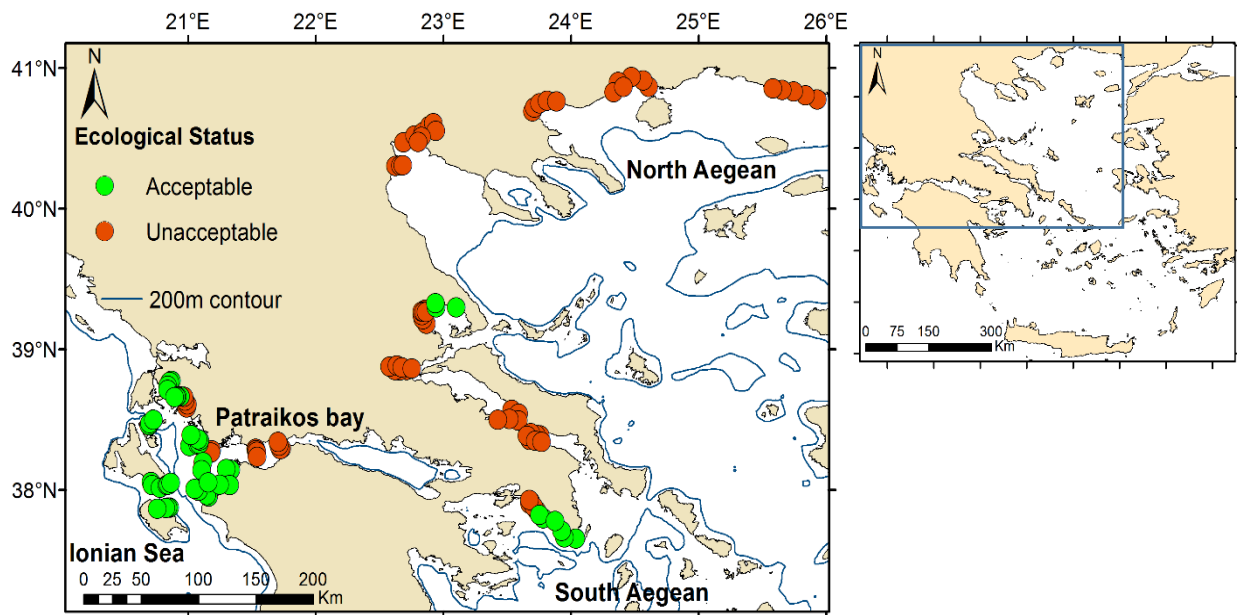 21°E 22°E 23°E 24°E 25°E 26°E
41°N
40°N
39°N
38°N
N
Ecological Status
Acceptable
Unacceptable
200m contour
North Aegean
Patraikos bay
Ionian Sea
South Aegean
0 25 50 100 150 200
Km
N
0 75 150 300
Km